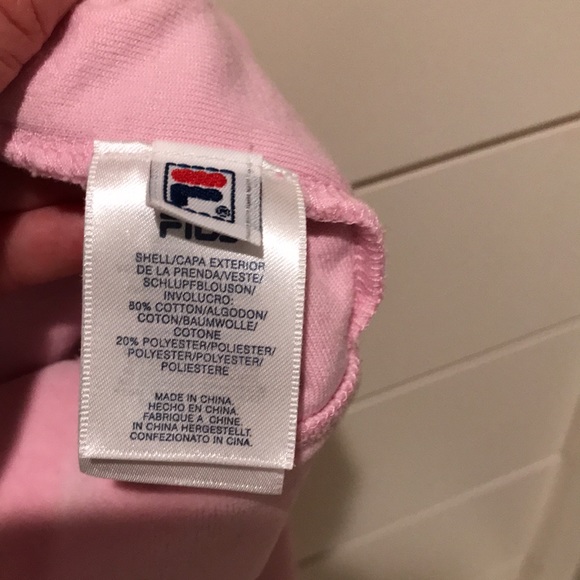 FILA
SHELL/CAPA EXTERIOR
DE LA PRENDA/VESTE/
SCHLUPFBLOUSON/
INVOLUCRO:
80% COTTON/ALGODON/
COTON/BAUMWOLLE/
COTONE
20% POLYESTER/POLIESTER/
POLYESTER/POLYESTER/
POLIESTERE
MADE IN CHINA.
HECHO EN CHINA.
FABRIQUE A CHINE.
IN CHINA HERGESTELLT.
CONFEZIONATO IN CINA.